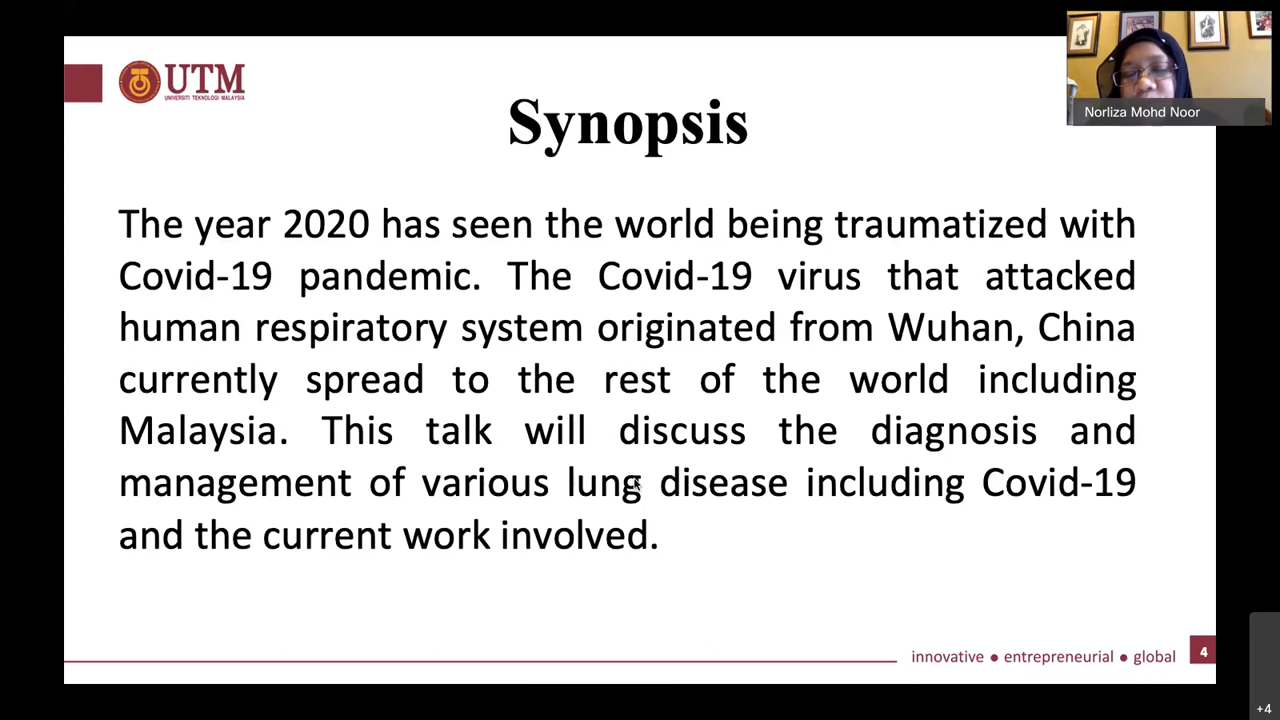 UTM
UNIVERSITI TEKNOLOGI MALAYSIA
Synopsis
Norliza Mohd Noor
The year 2020 has seen the world being traumatized with
Covid-19 pandemic. The Covid-19 virus that attacked
human respiratory system originated from Wuhan, China
currently spread to the rest of the world including
Malaysia. This talk will discuss the diagnosis and
management of various lung disease including Covid-19
and the current work involved.
innovative ● entrepreneurial ● global
4
+4